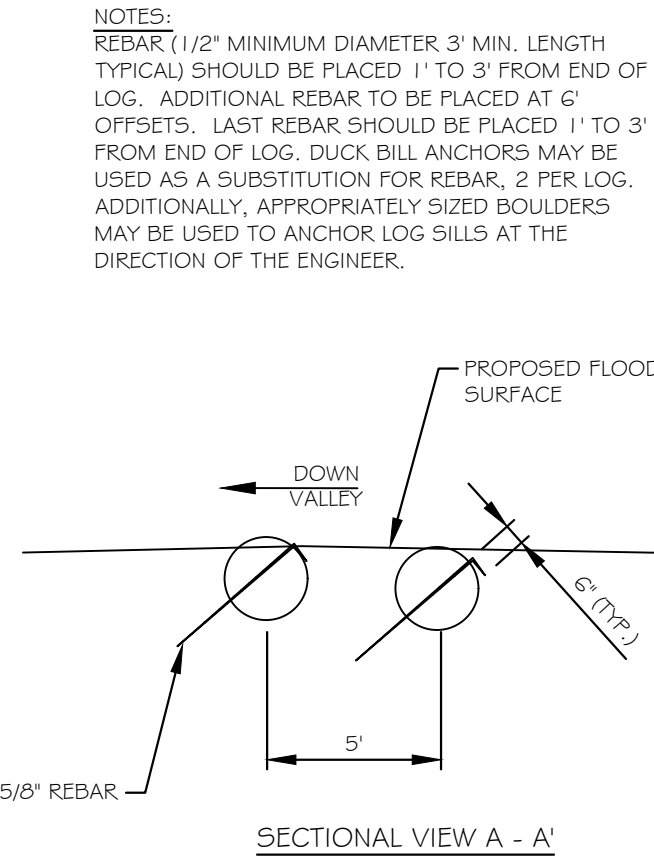 NOTES:
REBAR (1/2" MINIMUM DIAMETER 3' MIN. LENGTH
TYPICAL) SHOULD BE PLACED 1' TO 3' FROM END OF
LOG. ADDITIONAL REBAR TO BE PLACED AT 6'
OFFSETS. LAST REBAR SHOULD BE PLACED 1' TO 3'
FROM END OF LOG. DUCK BILL ANCHORS MAY BE
USED AS A SUBSTITUTION FOR REBAR, 2 PER LOG.
ADDITIONALLY, APPROPRIATELY SIZED BOULDERS
MAY BE USED TO ANCHOR LOG SILLS AT THE
DIRECTION OF THE ENGINEER.
PROPOSED FLOOD
SURFACE
DOWN
VALLEY
6" (TYP.)
5'
5/8" REBAR
SECTIONAL VIEW A - A'